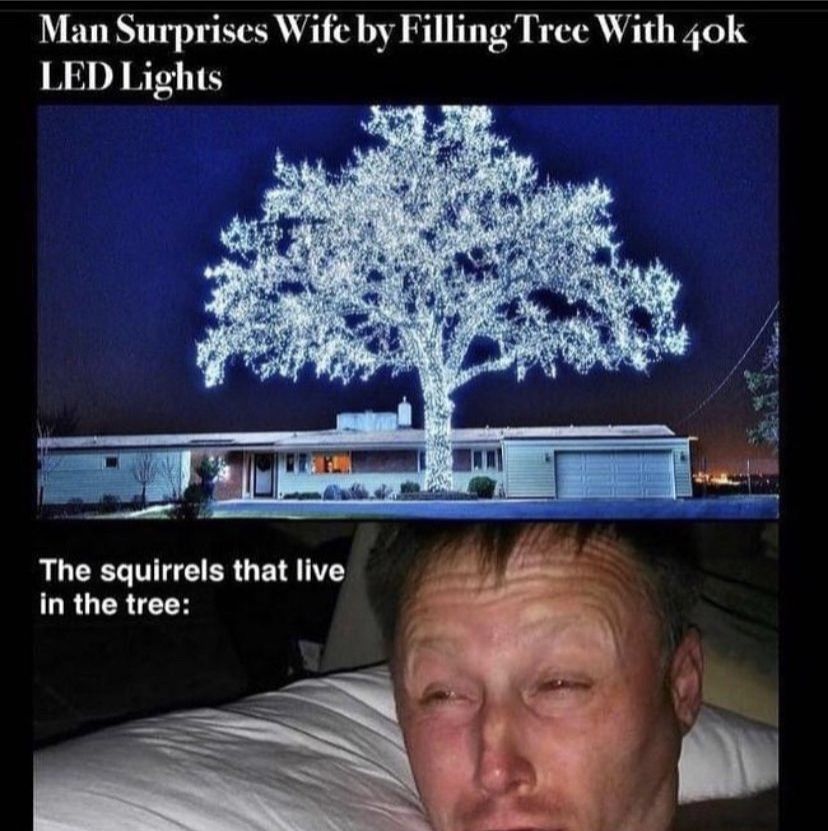 Man Surprises Wife by Filling Tree With 40k
LED Lights
The squirrels that live
in the tree: